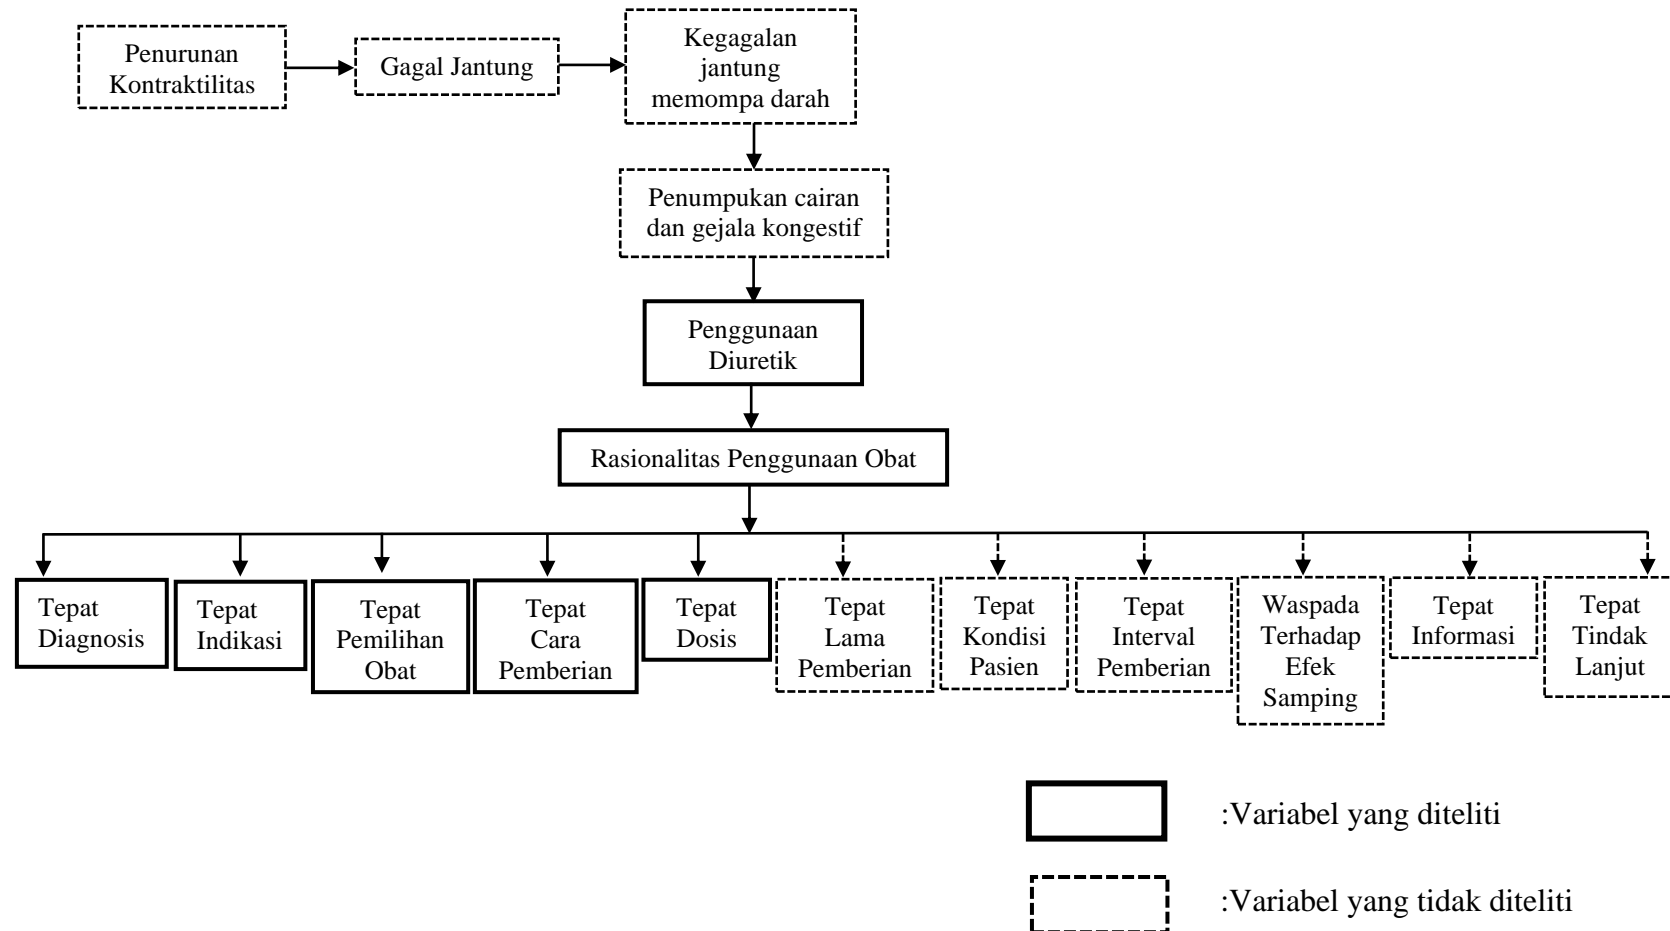 Penurunan
Kontraktilitas
Gagal Jantung
Kegagalan
jantung
memompa darah
Penumpukan cairan
dan gejala kongestif
Penggunaan
Diuretik
Rasionalitas Penggunaan Obat
Tepat
Diagnosis
Tepat
Indikasi
Tepat
Pemilihan
Obat
Tepat
Cara
Pemberian
Tepat
Dosis
Tepat
Lama
Pemberian
Tepat
Kondisi
Pasien
Tepat
Interval
Pemberian
Waspada
Terhadap
Efek
Samping
Tepat
Informasi
Tepat
Tindak
Lanjut
:Variabel yang diteliti
:Variabel yang tidak diteliti